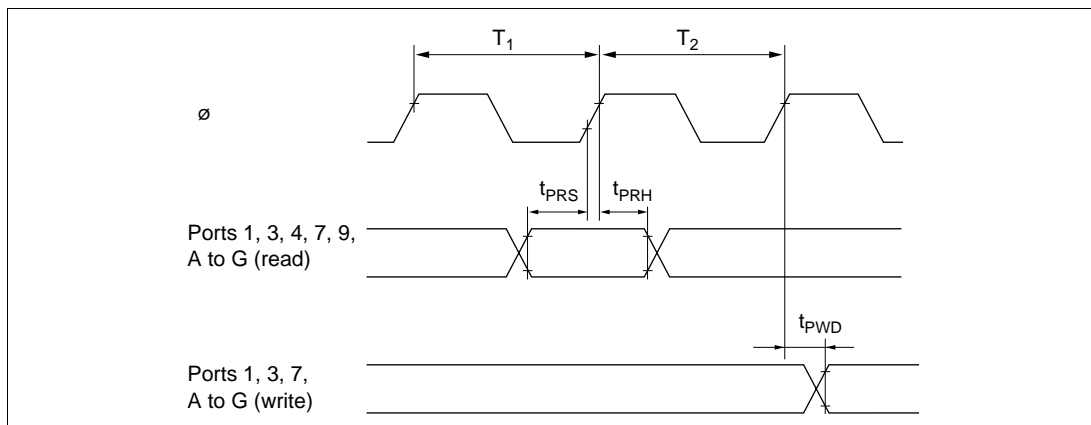 T1 T2
ø
tPRS tPRH
Ports 1, 3, 4, 7, 9,
A to G (read)
tPWD
Ports 1, 3, 7,
A to G (write)